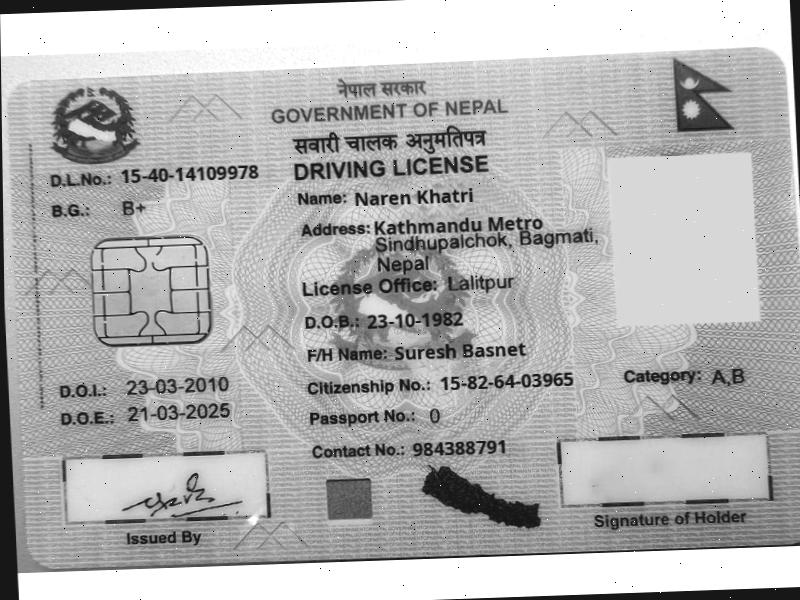 नेपाल सरकार
GOVERNMENT OF NEPAL
सवारी चालक अनुमतिपत्र
DRIVING LICENSE
D.L.No.: 15-40-14109978
B.G.: B+
Name: Naren Khatri
Address: Kathmandu Metro
Sindhupalchok, Bagmati,
Nepal
License Office: Lalitpur
D.O.B.: 23-10-1982
F/H Name: Suresh Basnet
D.O.I.: 23-03-2010
Citizenship No.: 15-82-64-03965
Category: A,B
D.O.E.: 21-03-2025
Passport No.: 0
Contact No.: 984388791
Issued By
Signature of Holder